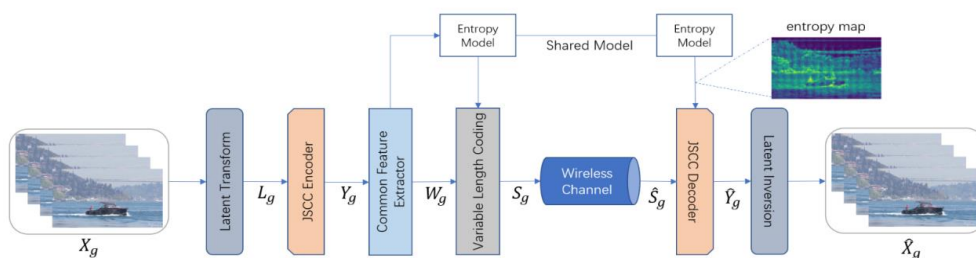 Entropy
Model
Shared Model
Entropy
Model
entropy map
X_g
Latent Transform
L_g
JSCC Encoder
Y_g
Common Feature
Extractor
W_g
Variable Length Coding
S_g
Wireless
Channel
Ŝ_g
JSCC Decoder
Ŷ_g
Latent Inversion
X̂_g